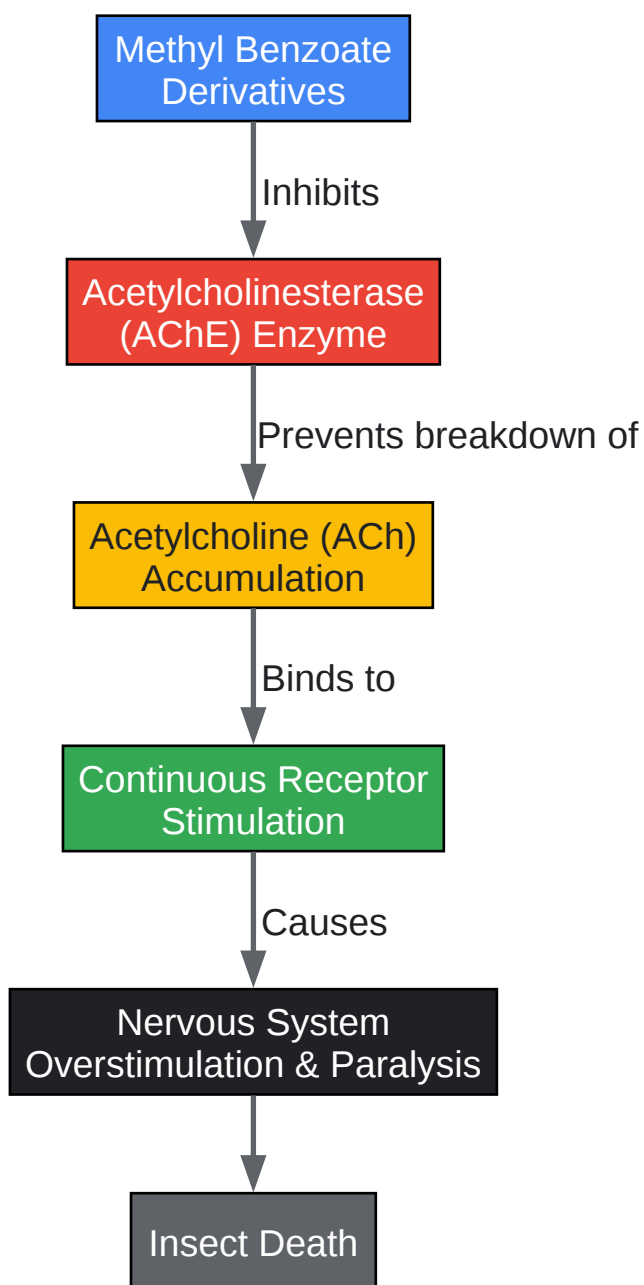 Methyl Benzoate
Derivatives
Inhibits
Acetylcholinesterase
(AChE) Enzyme
Prevents breakdown of
Acetylcholine (ACh)
Accumulation
Binds to
Continuous Receptor
Stimulation
Causes
Nervous System
Overstimulation & Paralysis
Insect Death